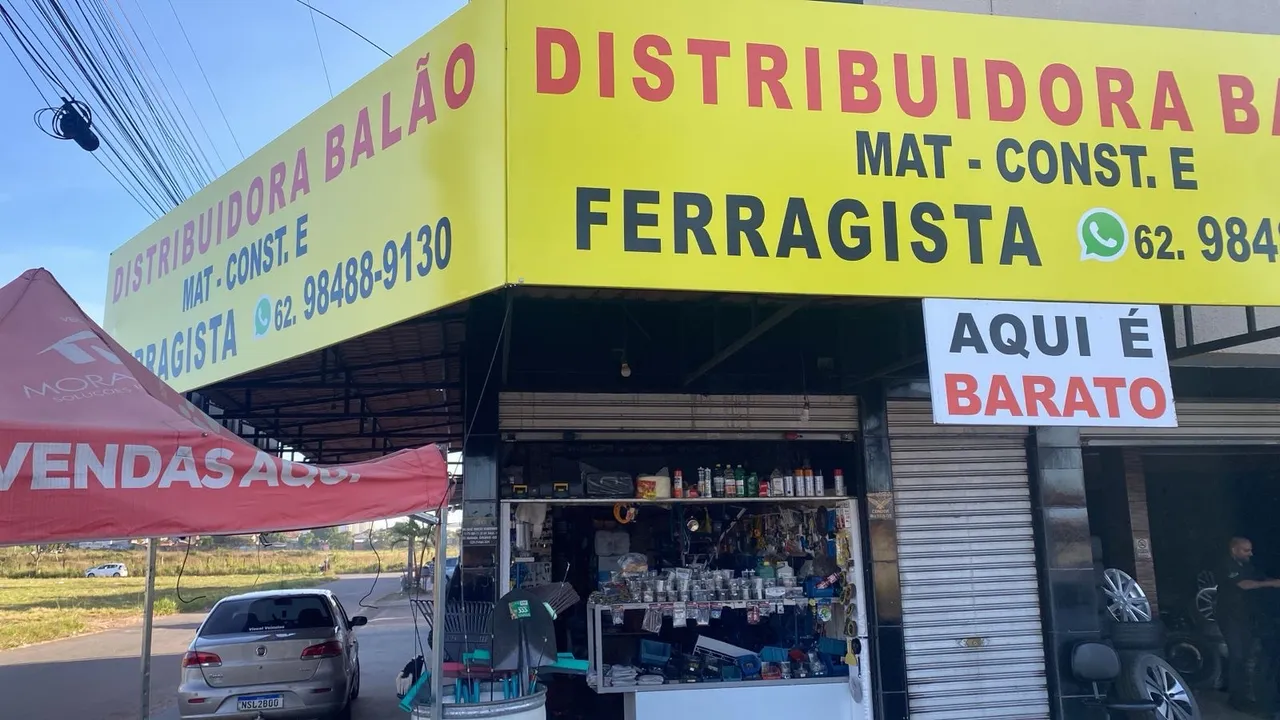 DISTRIBUIDORA BALÃO
MAT - CONST. E
FERRAGISTA 62. 98488-9130
DISTRIBUIDORA BA
MAT - CONST. E
FERRAGISTA 62. 984
AQUI É
BARATO
MORA
VENDAS AQUI
NSL2B00